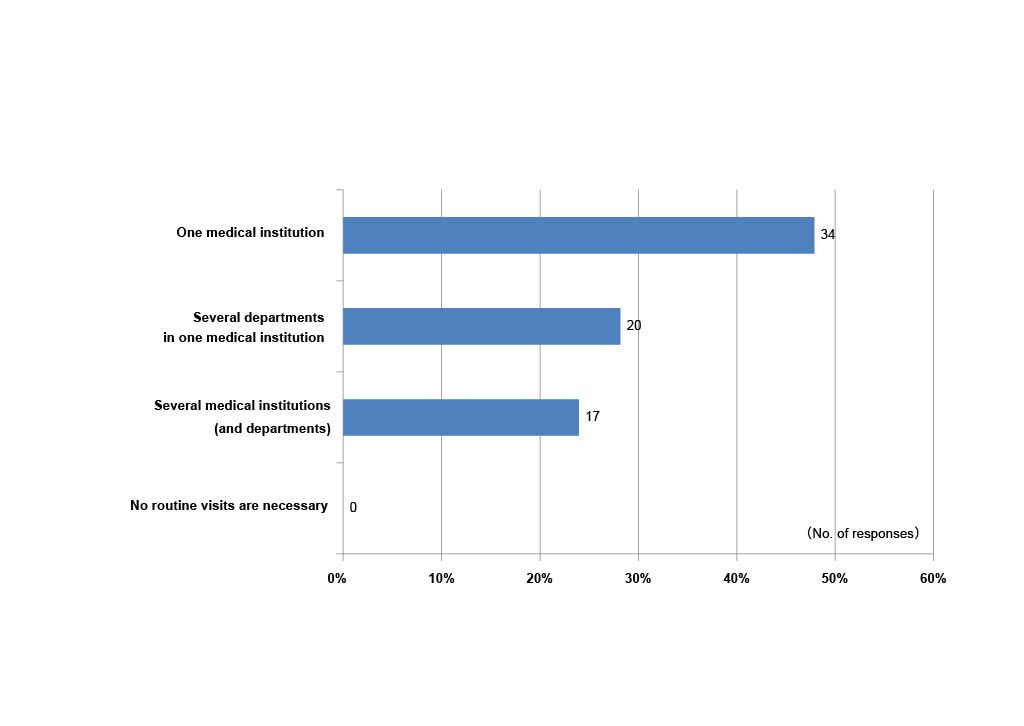 One medical institution
34
Several departments
in one medical institution
20
Several medical institutions
(and departments)
17
No routine visits are necessary
0
（No. of responses）
0% 10% 20% 30% 40% 50% 60%